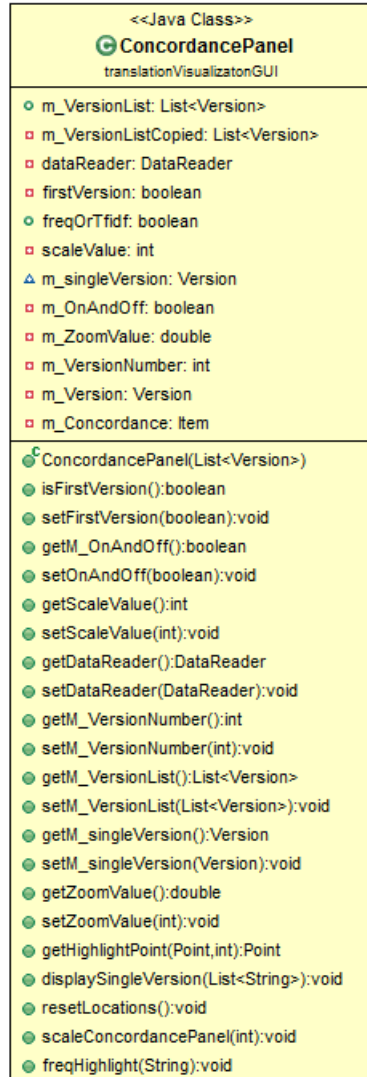 <<Java Class>>
C ConcordancePanel
translationVisualizatonGUI
m_VersionList: List<Version>
m_VersionListCopied: List<Version>
dataReader: DataReader
firstVersion: boolean
freqOrTfidf: boolean
scaleValue: int
m_singleVersion: Version
m_OnAndOff: boolean
m_ZoomValue: double
m_VersionNumber: int
m_Version: Version
m_Concordance: Item
C ConcordancePanel(List<Version>)
isFirstVersion():boolean
setFirstVersion(boolean):void
getM_OnAndOff():boolean
setOnAndOff(boolean):void
getScaleValue():int
setScaleValue(int):void
getDataReader():DataReader
setDataReader(DataReader):void
getM_VersionNumber():int
setM_VersionNumber(int):void
getM_VersionList():List<Version>
setM_VersionList(List<Version>):void
getM_singleVersion():Version
setM_singleVersion(Version):void
getZoomValue():double
setZoomValue(int):void
getHighlightPoint(Point,int):Point
displaySingleVersion(List<String>):void
resetLocations():void
scaleConcordancePanel(int):void
freqHighlight(String):void